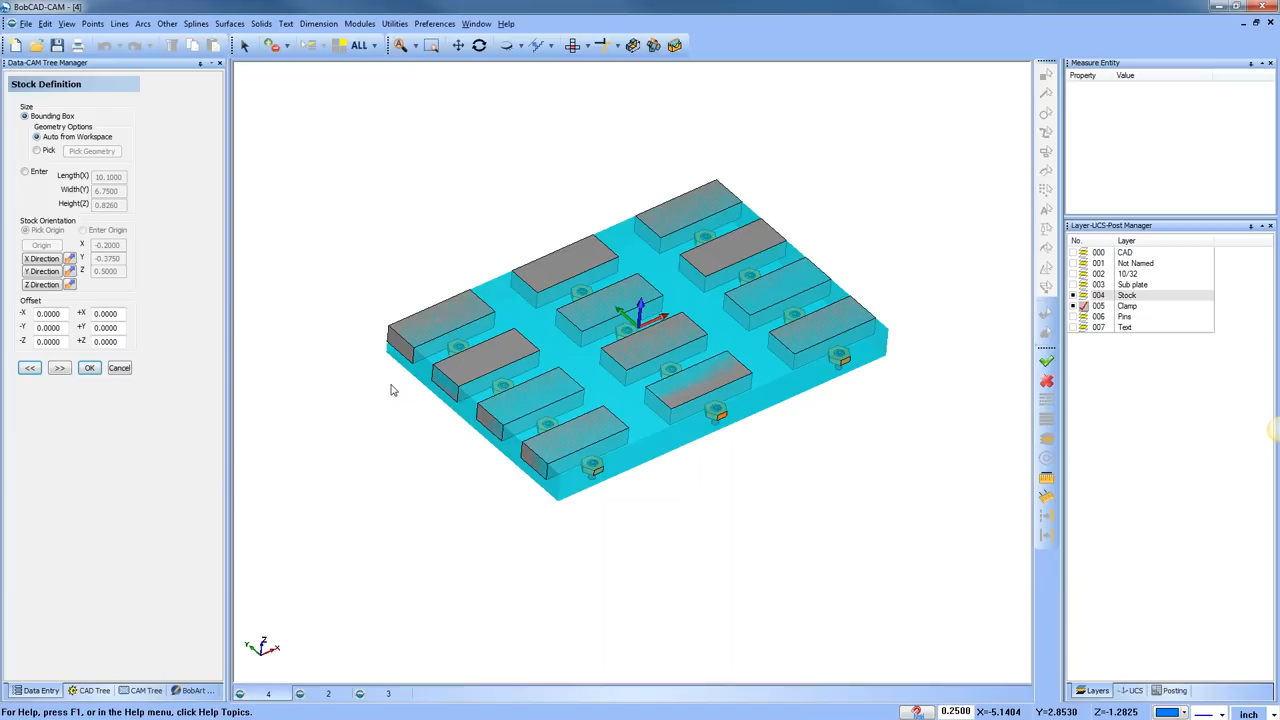 BobCAD-CAM - [4]
File Edit View Points Lines Arcs Other Splines Surfaces Solids Text Dimension Modules Utilities Preferences Window Help
ALL
Data-CAM Tree Manager
Stock Definition
Size
Bounding Box
Geometry Options
Auto from Workspace
Pick Pick Geometry
Enter
Length(X) 10.1000
Width(Y) 6.7500
Height(Z) 0.8260
Stock Orientation
Pick Origin Enter Origin
Origin X -0.2000
X Direction Y -0.3750
Y Direction Z 0.5000
Z Direction
Offset
-X 0.0000 +X 0.0000
-Y 0.0000 +Y 0.0000
-Z 0.0000 +Z 0.0000
<< >> OK Cancel
Measure Entity
Property Value
Layer-UCS-Post Manager
No. Layer
000 CAD
001 Not Named
002 10/32
003 Sub plate
004 Stock
005 Clamp
006 Pins
007 Text
Z
Y X
Data Entry CAD Tree CAM Tree BobArt ...
4 2 3
Layers UCS Posting
For Help, press F1, or in the Help menu, click Help Topics.
0.2500 X=-5.1404 Y=2.8530 Z=-1.2825 inch